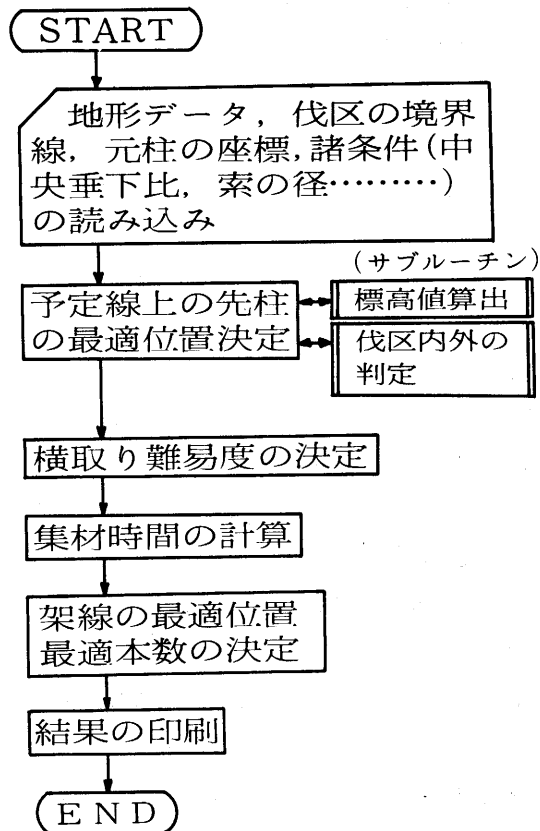 START
地形データ，伐区の境界
線，元柱の座標，諸条件（中
央垂下比，索の径………）
の読み込み
（サブルーチン）
予定線上の先柱
の最適位置決定
標高値算出
伐区内外の
判定
横取り難易度の決定
集材時間の計算
架線の最適位置
最適本数の決定
結果の印刷
END